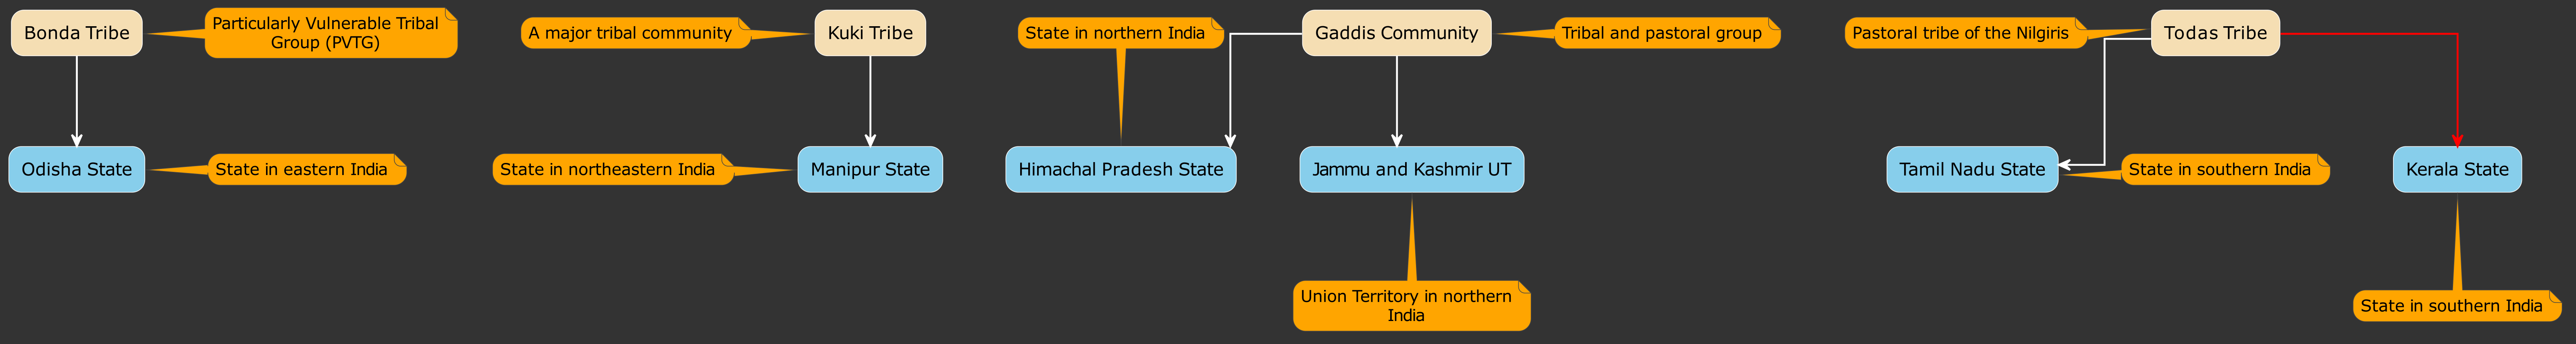 Bonda Tribe
Particularly Vulnerable Tribal
Group (PVTG)
A major tribal community
Kuki Tribe
State in northern India
Gaddis Community
Tribal and pastoral group
Pastoral tribe of the Nilgiris
Todas Tribe
Odisha State
State in eastern India
State in northeastern India
Manipur State
Himachal Pradesh State
Jammu and Kashmir UT
Tamil Nadu State
State in southern India
Kerala State
Union Territory in northern
India
State in southern India